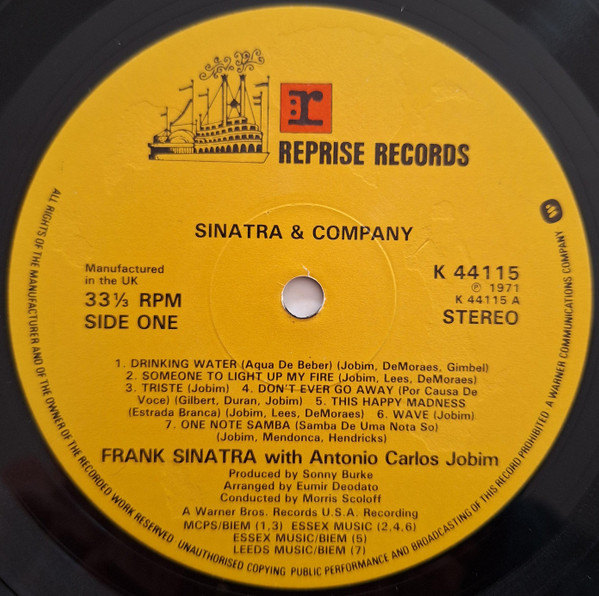 r
REPRISE RECORDS
SINATRA & COMPANY
Manufactured
in the UK
33⅓ RPM
SIDE ONE
K 44115
Ⓟ 1971
K 44115 A
STEREO
1. DRINKING WATER (Aqua De Beber) (Jobim, DeMoraes, Gimbel)
2. SOMEONE TO LIGHT UP MY FIRE (Jobim, Lees, DeMoraes)
3. TRISTE (Jobim) 4. DON'T EVER GO AWAY (Por Causa De
Voce) (Gilbert, Duran, Jobim) 5. THIS HAPPY MADNESS
(Estrada Branca) (Jobim, Lees, DeMoraes) 6. WAVE (Jobim)
7. ONE NOTE SAMBA (Samba De Uma Nota So)
(Jobim, Mendonca, Hendricks)
FRANK SINATRA with Antonio Carlos Jobim
Produced by Sonny Burke
Arranged by Eumir Deodato
Conducted by Morris Scoloff
A Warner Bros. Records U.S.A. Recording
MCPS/BIEM (1,3) ESSEX MUSIC (2,4,6)
ESSEX MUSIC/BIEM (5)
LEEDS MUSIC/BIEM (7)
ALL RIGHTS OF THE MANUFACTURER AND OF THE OWNER OF THE RECORDED WORK RESERVED UNAUTHORISED COPYING PUBLIC PERFORMANCE AND BROADCASTING OF THIS RECORD PROHIBITED A WARNER COMMUNICATIONS COMPANY